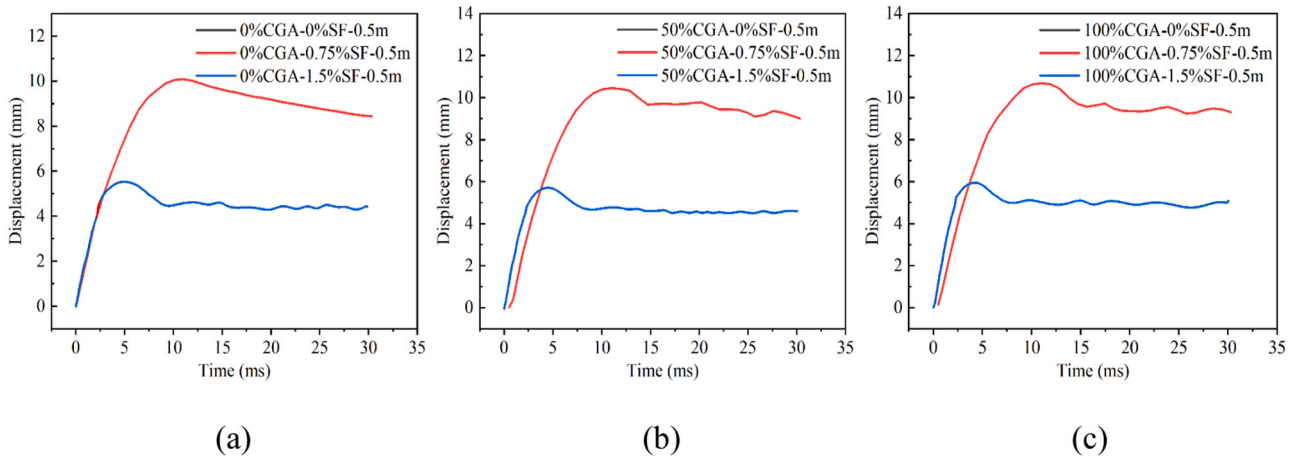 0%CGA-0%SF-0.5m
0%CGA-0.75%SF-0.5m
0%CGA-1.5%SF-0.5m
12
10
8
6
4
2
0
Displacement (mm)
0 5 10 15 20 25 30 35
Time (ms)
(a)
50%CGA-0%SF-0.5m
50%CGA-0.75%SF-0.5m
50%CGA-1.5%SF-0.5m
14
12
10
8
6
4
2
0
Displacement (mm)
0 5 10 15 20 25 30 35
Time (ms)
(b)
100%CGA-0%SF-0.5m
100%CGA-0.75%SF-0.5m
100%CGA-1.5%SF-0.5m
14
12
10
8
6
4
2
0
Displacement (mm)
0 5 10 15 20 25 30 35
Time (ms)
(c)